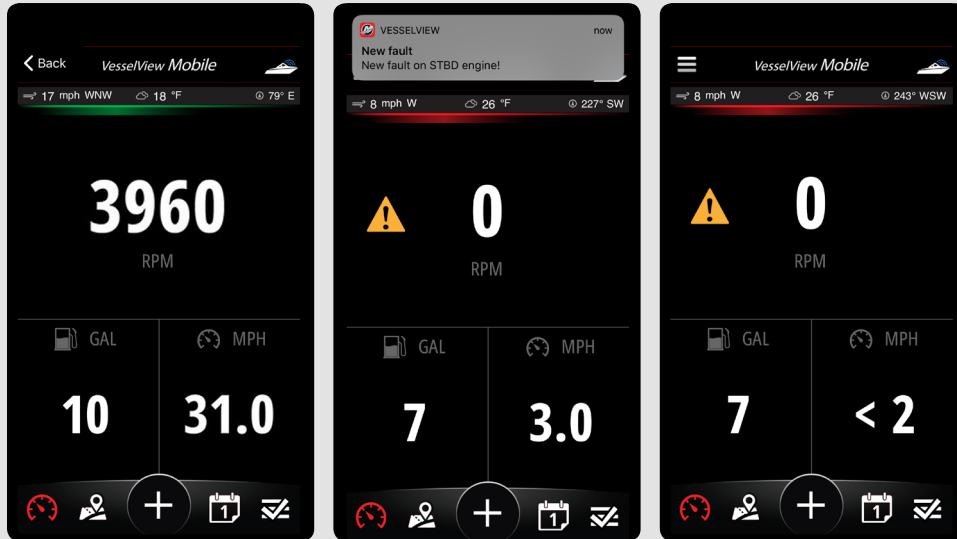 Back
VesselView Mobile
17 mph WNW 18 °F 79° E
3960
RPM
GAL MPH
10 31.0
+
1
VESSELVIEW now
New fault
New fault on STBD engine!
8 mph W 26 °F 227° SW
0
RPM
GAL MPH
7 3.0
+
1
VesselView Mobile
8 mph W 26 °F 243° WSW
0
RPM
GAL MPH
7 < 2
+
1